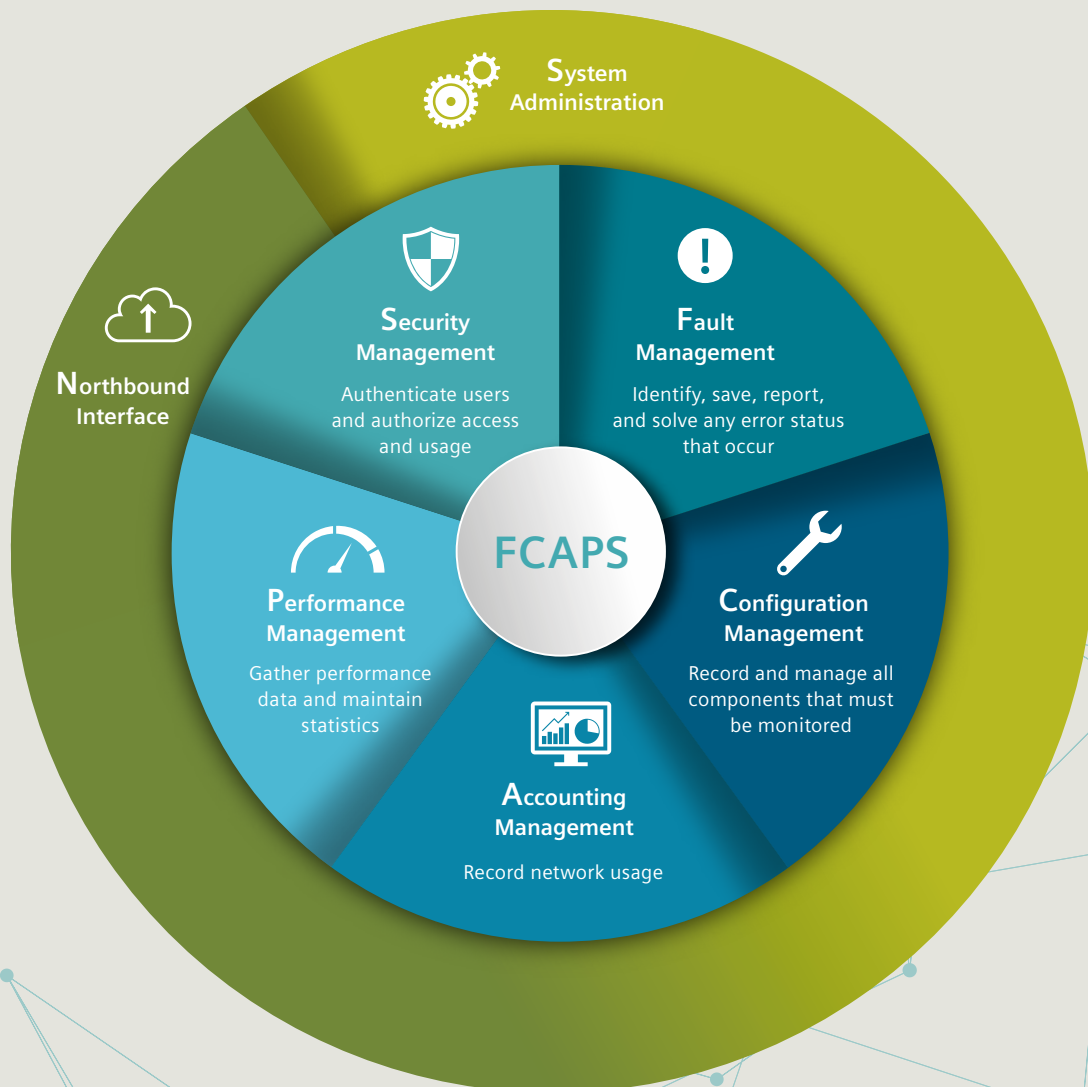 System
Administration
Northbound
Interface
Security
Management
Authenticate users
and authorize access
and usage
Fault
Management
Identify, save, report,
and solve any error status
that occur
FCAPS
Performance
Management
Gather performance
data and maintain
statistics
Configuration
Management
Record and manage all
components that must
be monitored
Accounting
Management
Record network usage